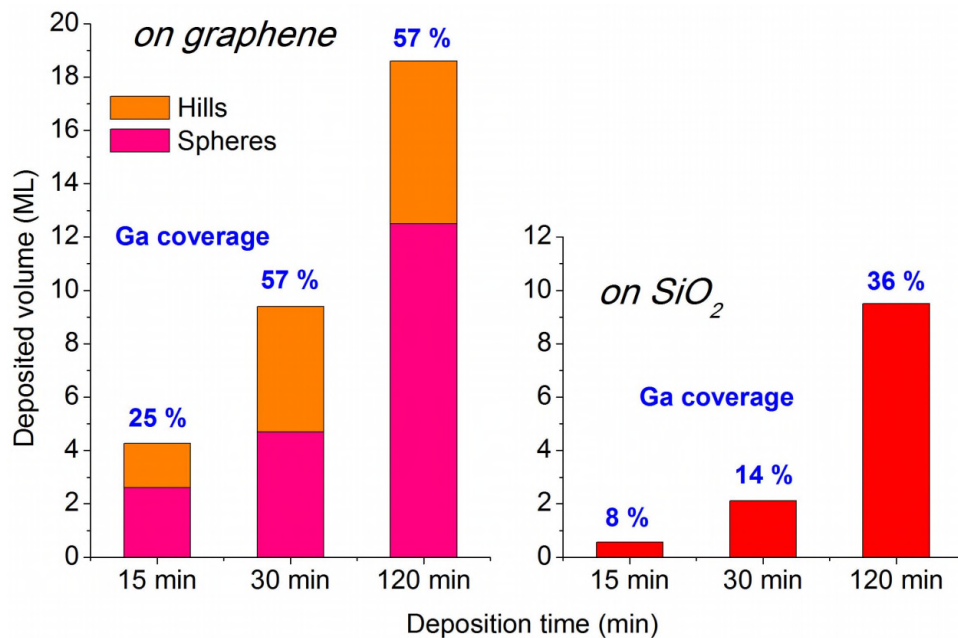 on graphene
Hills
Spheres
Ga coverage
25 %
57 %
57 %
20
18
16
14
12
10
8
6
4
2
0
Deposited volume (ML)
15 min
30 min
120 min
on SiO₂
Ga coverage
8 %
14 %
36 %
12
10
8
6
4
2
0
15 min
30 min
120 min
Deposition time (min)